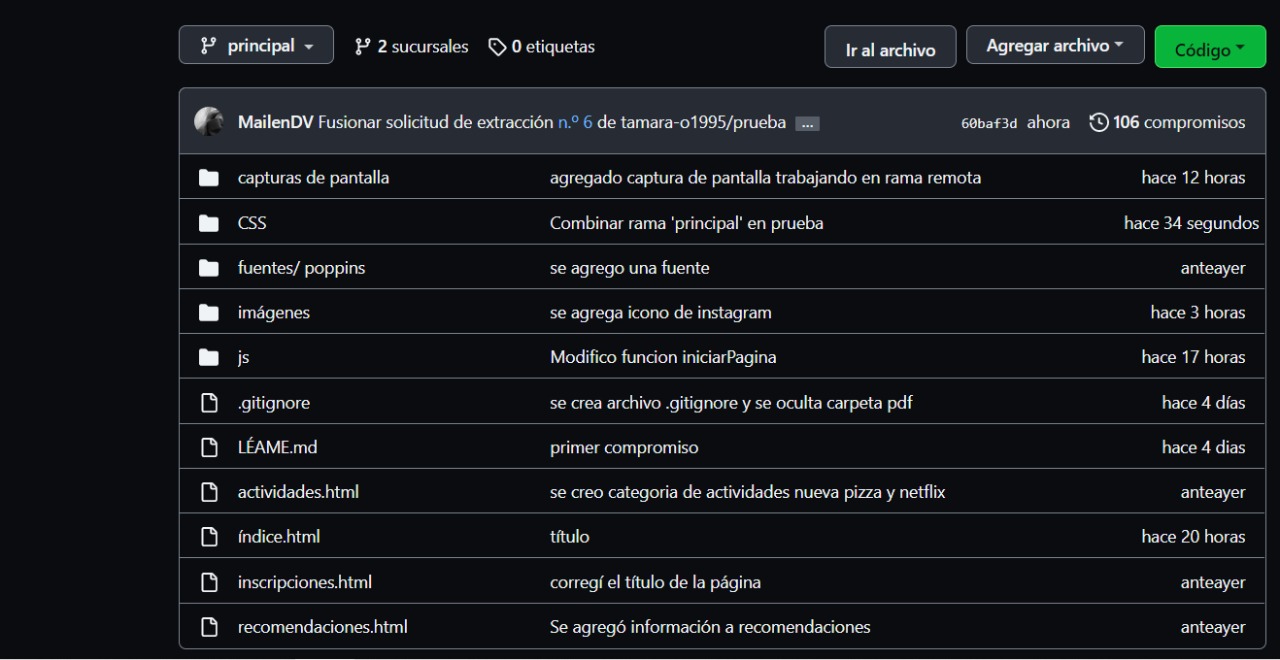 principal 2 sucursales 0 etiquetas Ir al archivo Agregar archivo Código
MailenDV Fusionar solicitud de extracción n.º 6 de tamara-o1995/prueba ... 60baf3d ahora 106 compromisos
capturas de pantalla agregado captura de pantalla trabajando en rama remota hace 12 horas
CSS Combinar rama 'principal' en prueba hace 34 segundos
fuentes/ poppins se agrego una fuente anteayer
imágenes se agrega icono de instagram hace 3 horas
js Modifico funcion iniciarPagina hace 17 horas
.gitignore se crea archivo .gitignore y se oculta carpeta pdf hace 4 días
LÉAME.md primer compromiso hace 4 dias
actividades.html se creo categoria de actividades nueva pizza y netflix anteayer
índice.html título hace 20 horas
inscripciones.html corregí el título de la página anteayer
recomendaciones.html Se agregó información a recomendaciones anteayer